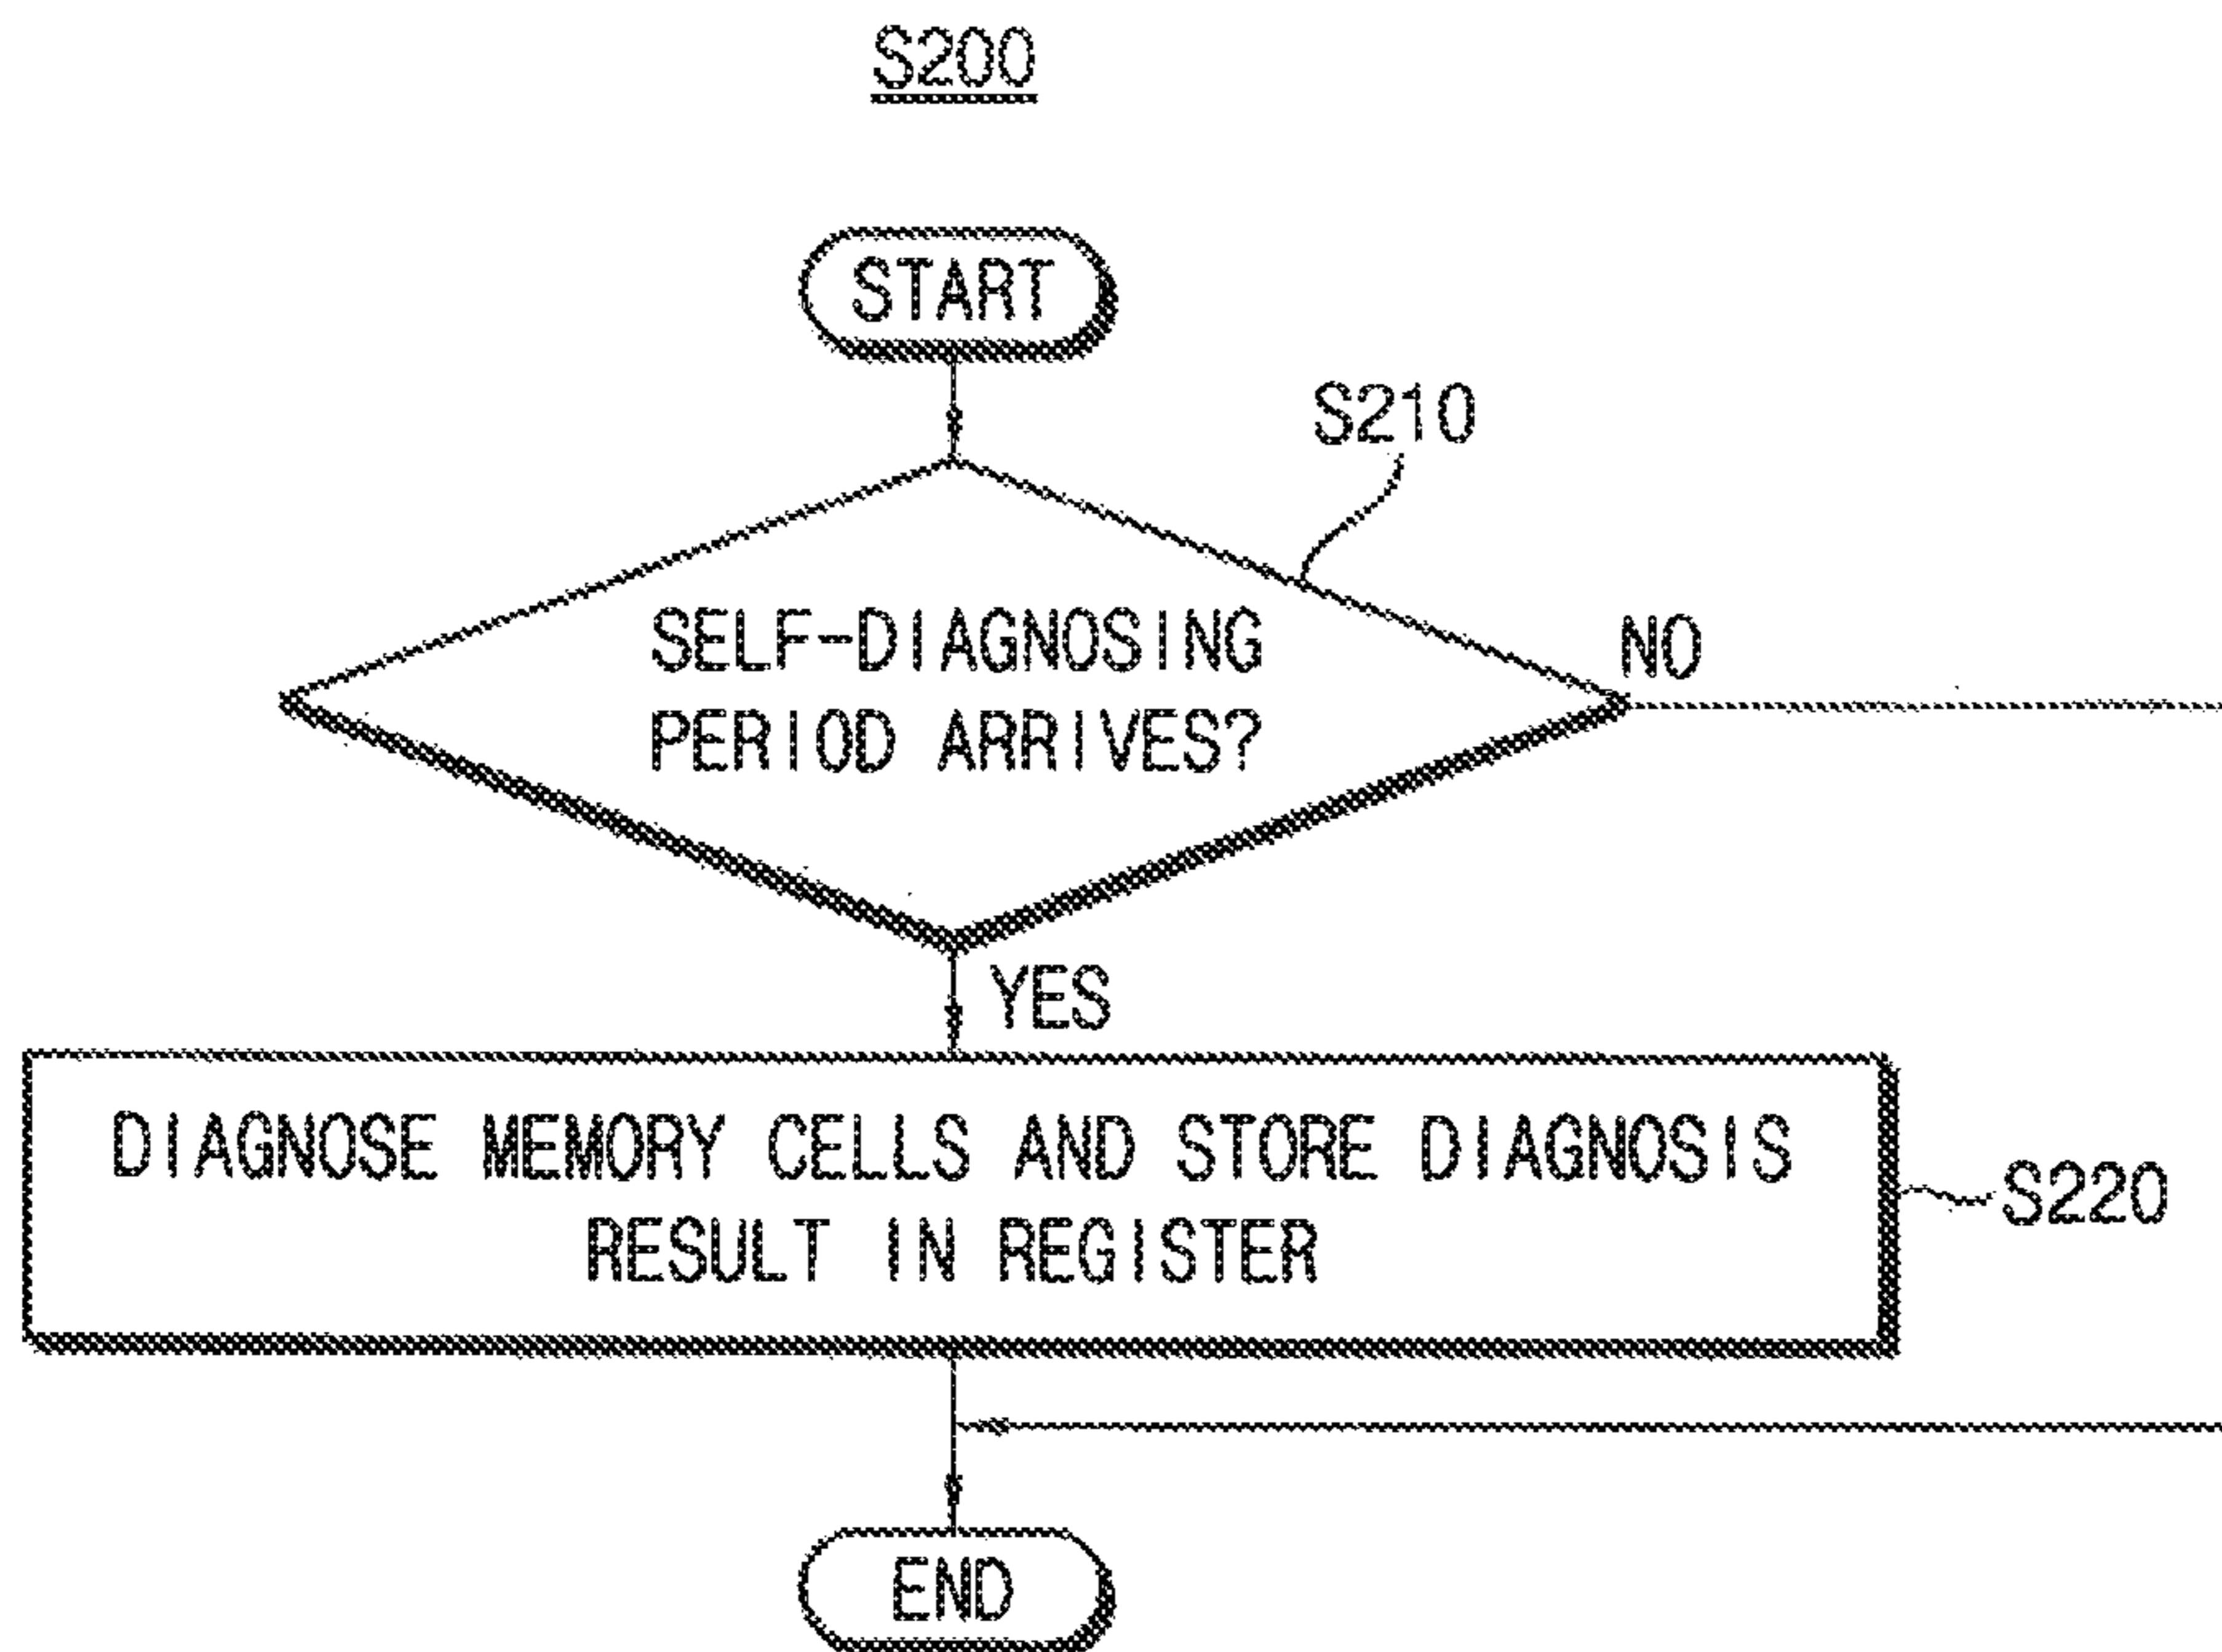 S200
START
S210
SELF-DIAGNOSING
PERIOD ARRIVES?
NO
YES
DIAGNOSE MEMORY CELLS AND STORE DIAGNOSIS
RESULT IN REGISTER
S220
END